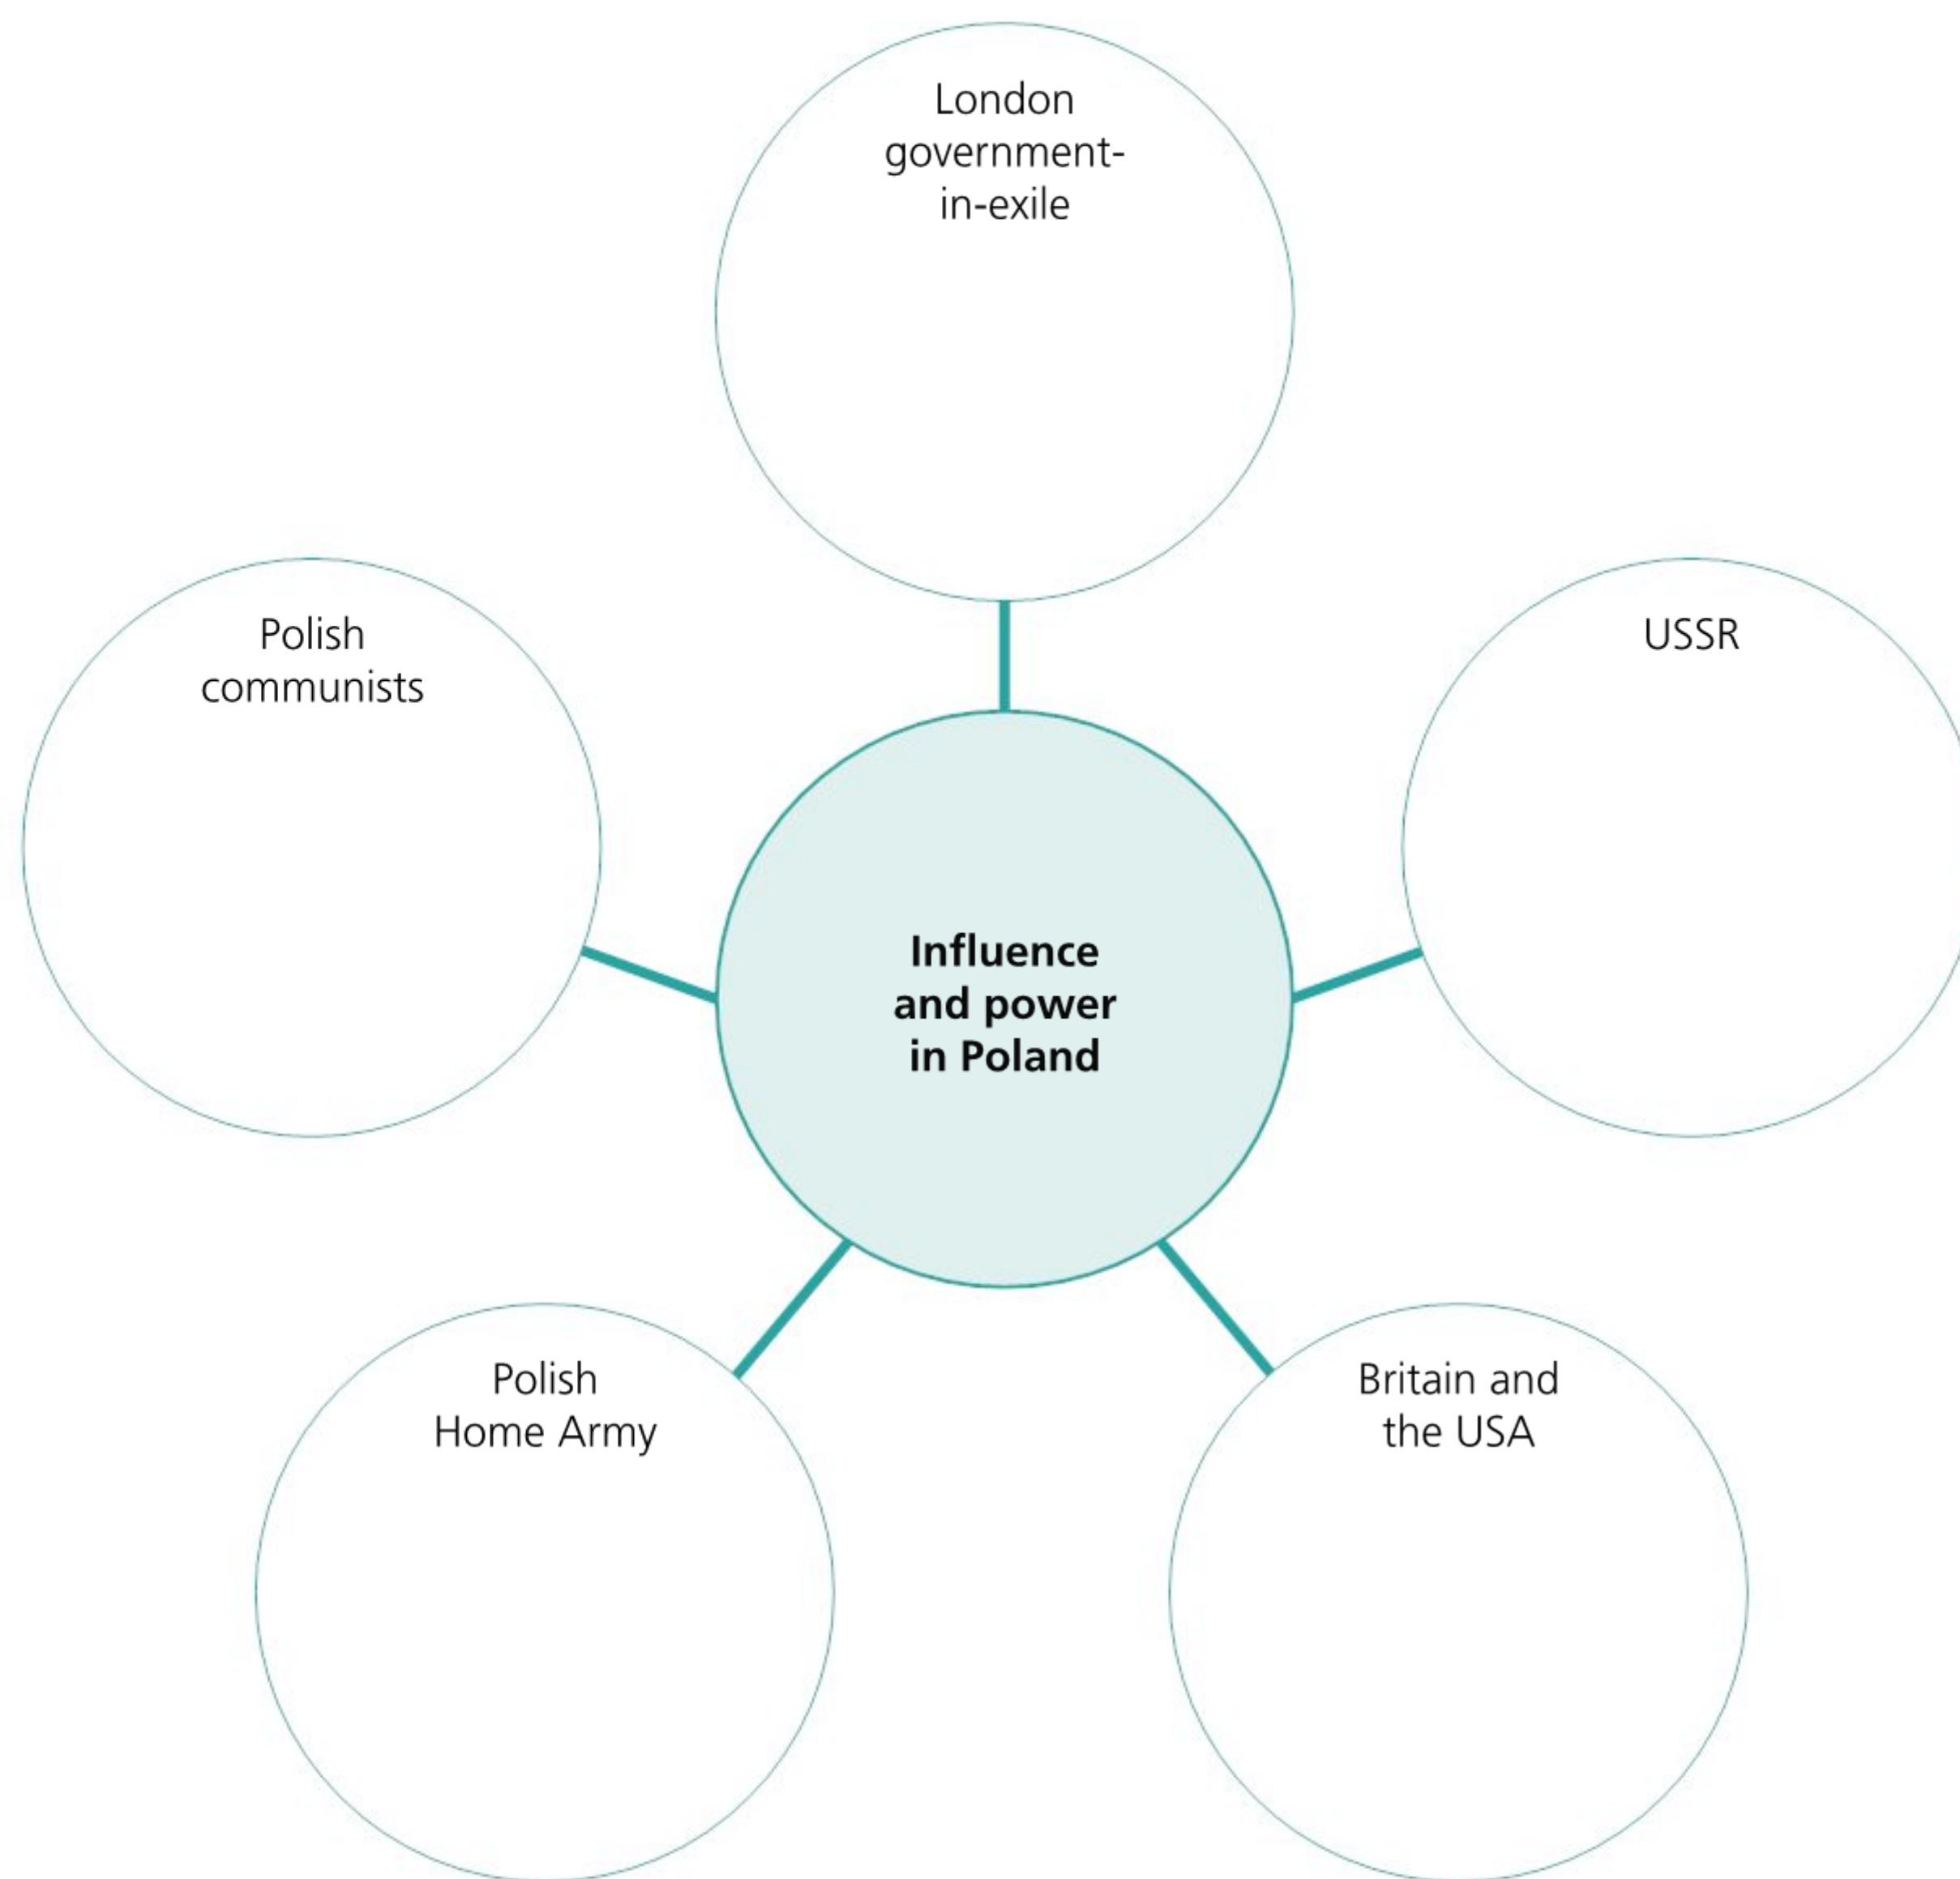 London
government-
in-exile
Polish
communists
USSR
Influence
and power
in Poland
Polish
Home Army
Britain and
the USA